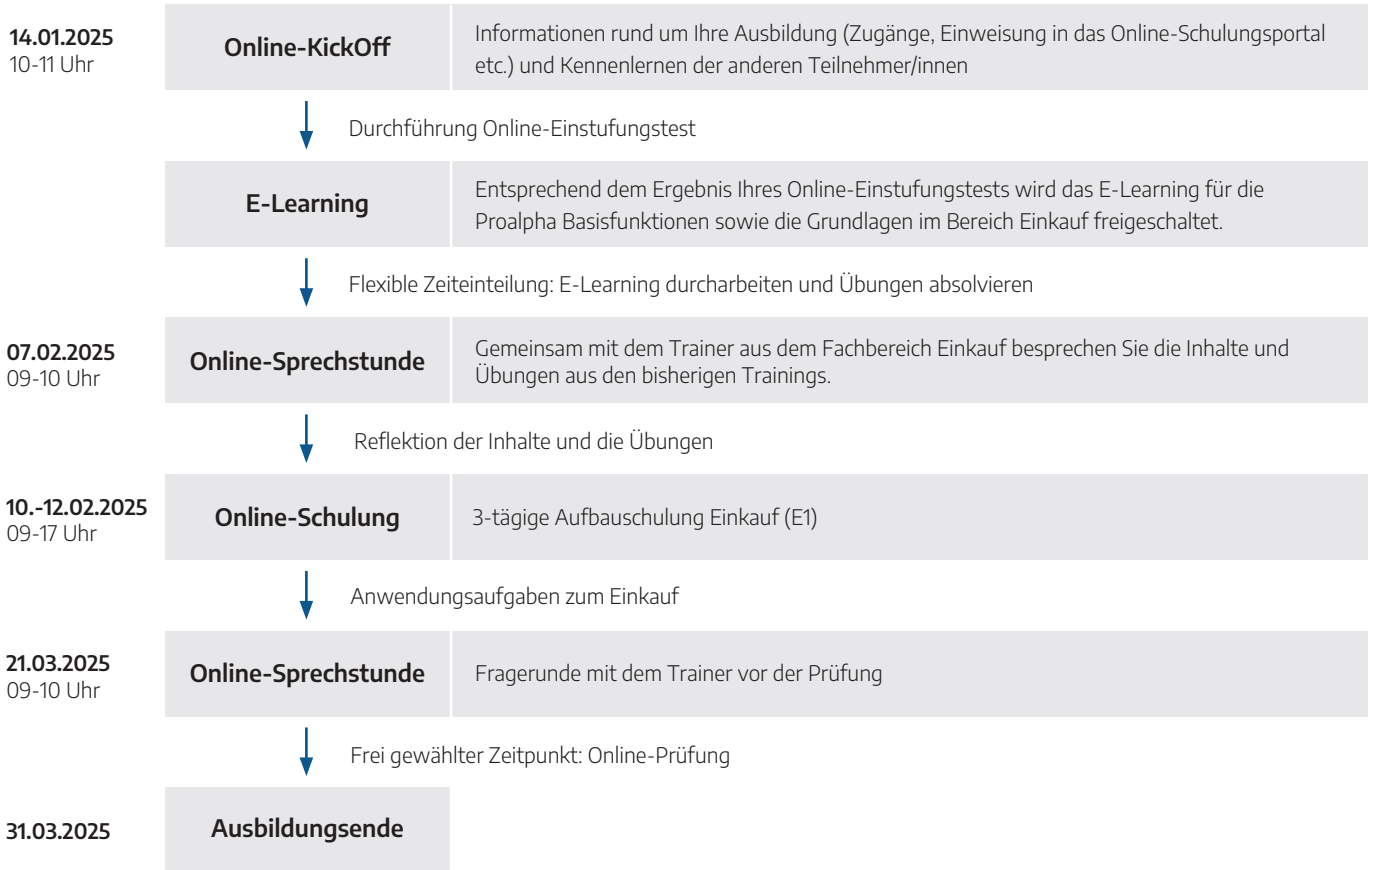 14.01.2025
10-11 Uhr
Online-KickOff
Informationen rund um Ihre Ausbildung (Zugänge, Einweisung in das Online-Schulungsportal
etc.) und Kennenlernen der anderen Teilnehmer/innen
Durchführung Online-Einstufungstest
E-Learning
Entsprechend dem Ergebnis Ihres Online-Einstufungstests wird das E-Learning für die
Proalpha Basisfunktionen sowie die Grundlagen im Bereich Einkauf freigeschaltet.
Flexible Zeiteinteilung: E-Learning durcharbeiten und Übungen absolvieren
07.02.2025
09-10 Uhr
Online-Sprechstunde
Gemeinsam mit dem Trainer aus dem Fachbereich Einkauf besprechen Sie die Inhalte und
Übungen aus den bisherigen Trainings.
Reflektion der Inhalte und die Übungen
10.-12.02.2025
09-17 Uhr
Online-Schulung
3-tägige Aufbauschulung Einkauf (E1)
Anwendungsaufgaben zum Einkauf
21.03.2025
09-10 Uhr
Online-Sprechstunde
Fragerunde mit dem Trainer vor der Prüfung
Frei gewählter Zeitpunkt: Online-Prüfung
31.03.2025
Ausbildungsende